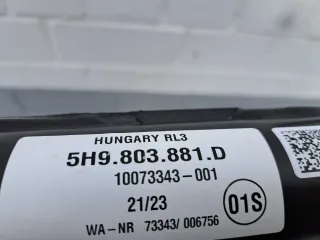 HUNGARY RL3
5H9.803.881.D
10073343-001
21/23
01S
WA-NR 73343/006756